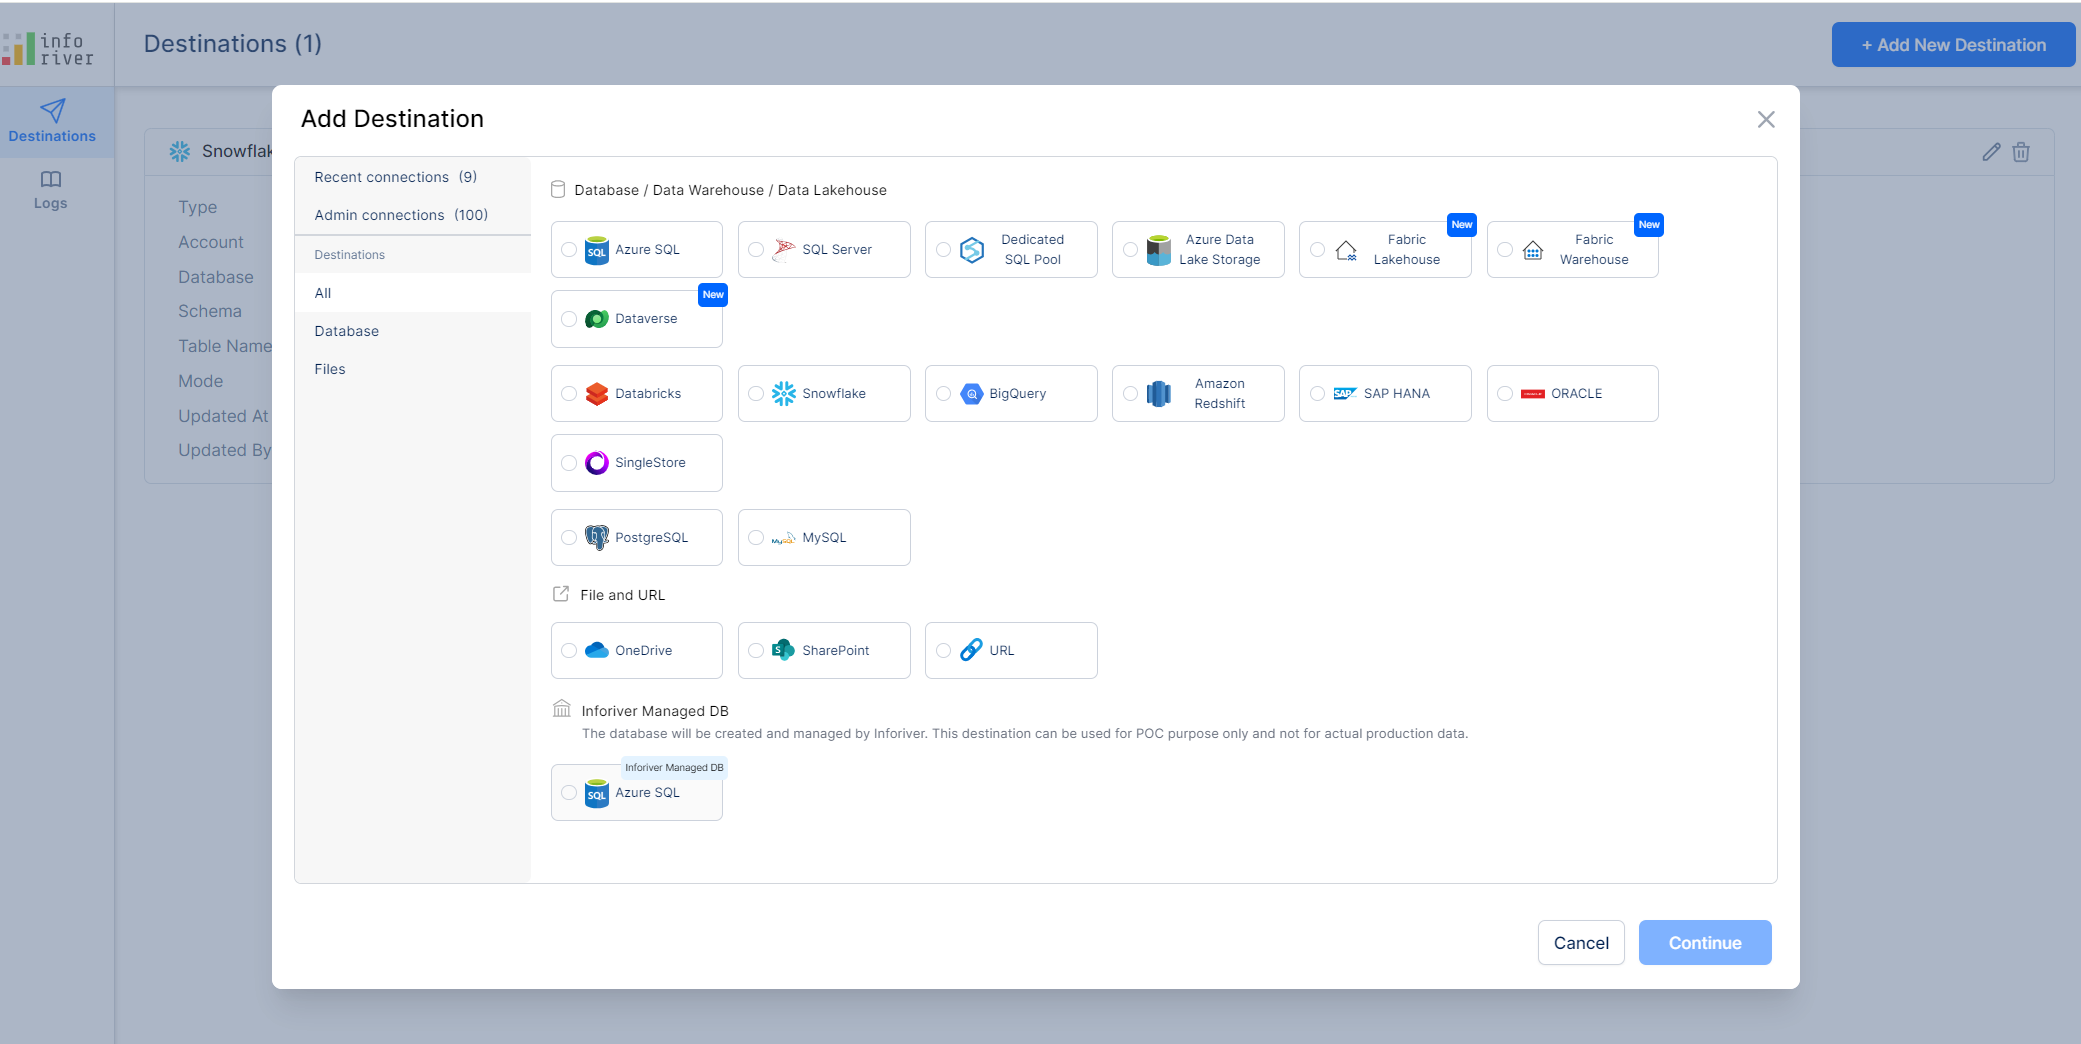 info
river
Destinations (1)
+ Add New Destination
Destinations
Logs
Snowflak
Type
Account
Database
Schema
Table Name
Mode
Updated At
Updated By
Add Destination
Recent connections (9)
Admin connections (100)
Destinations
All
Database
Files
Database / Data Warehouse / Data Lakehouse
SQL
Azure SQL
SQL Server
Dedicated
SQL Pool
Azure Data
Lake Storage
New
Fabric
Lakehouse
New
Fabric
Warehouse
New
Dataverse
Databricks
Snowflake
BigQuery
Amazon
Redshift
SAP
SAP HANA
ORACLE
ORACLE
SingleStore
PostgreSQL
MySQL
MySQL
File and URL
OneDrive
S
SharePoint
URL
Inforiver Managed DB
The database will be created and managed by Inforiver. This destination can be used for POC purpose only and not for actual production data.
Inforiver Managed DB
SQL
Azure SQL
Cancel
Continue